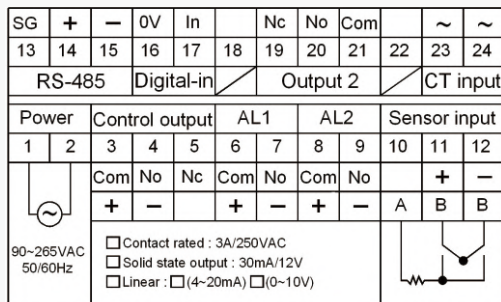 SG + − 0V In Nc No Com ~ ~
13 14 15 16 17 18 19 20 21 22 23 24
RS-485 Digital-in Output 2 CT input
Power Control output AL1 AL2 Sensor input
1 2 3 4 5 6 7 8 9 10 11 12
Com No Nc Com No Com No + −
+ − + − + − A B B
~
90~265VAC
50/60Hz
□Contact rated : 3A/250VAC
□Solid state output : 30mA/12V
□Linear : □(4~20mA) □(0~10V)